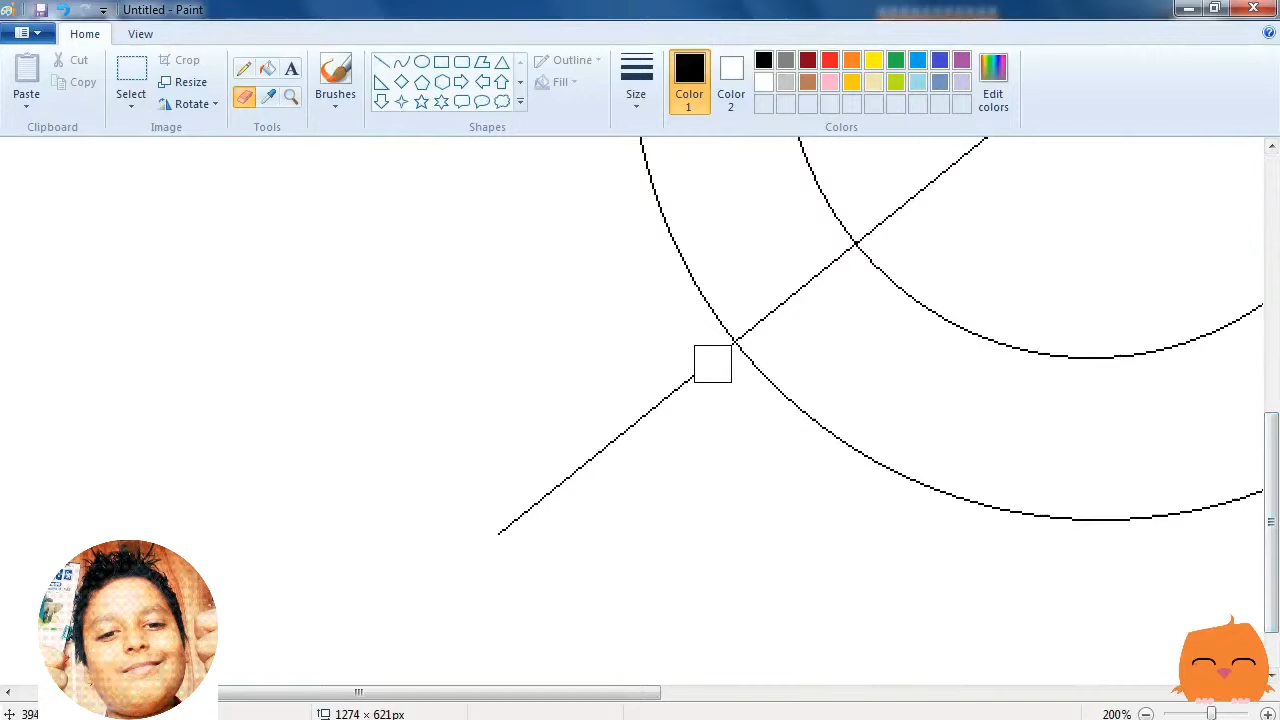 Untitled - Paint
Home
View
Paste
Cut
Copy
Clipboard
Select
Crop
Resize
Rotate
Image
A
Tools
Brushes
Outline
Fill
Shapes
Size
Color 1
Color 2
Edit colors
Colors
394
1274 × 621px
200%